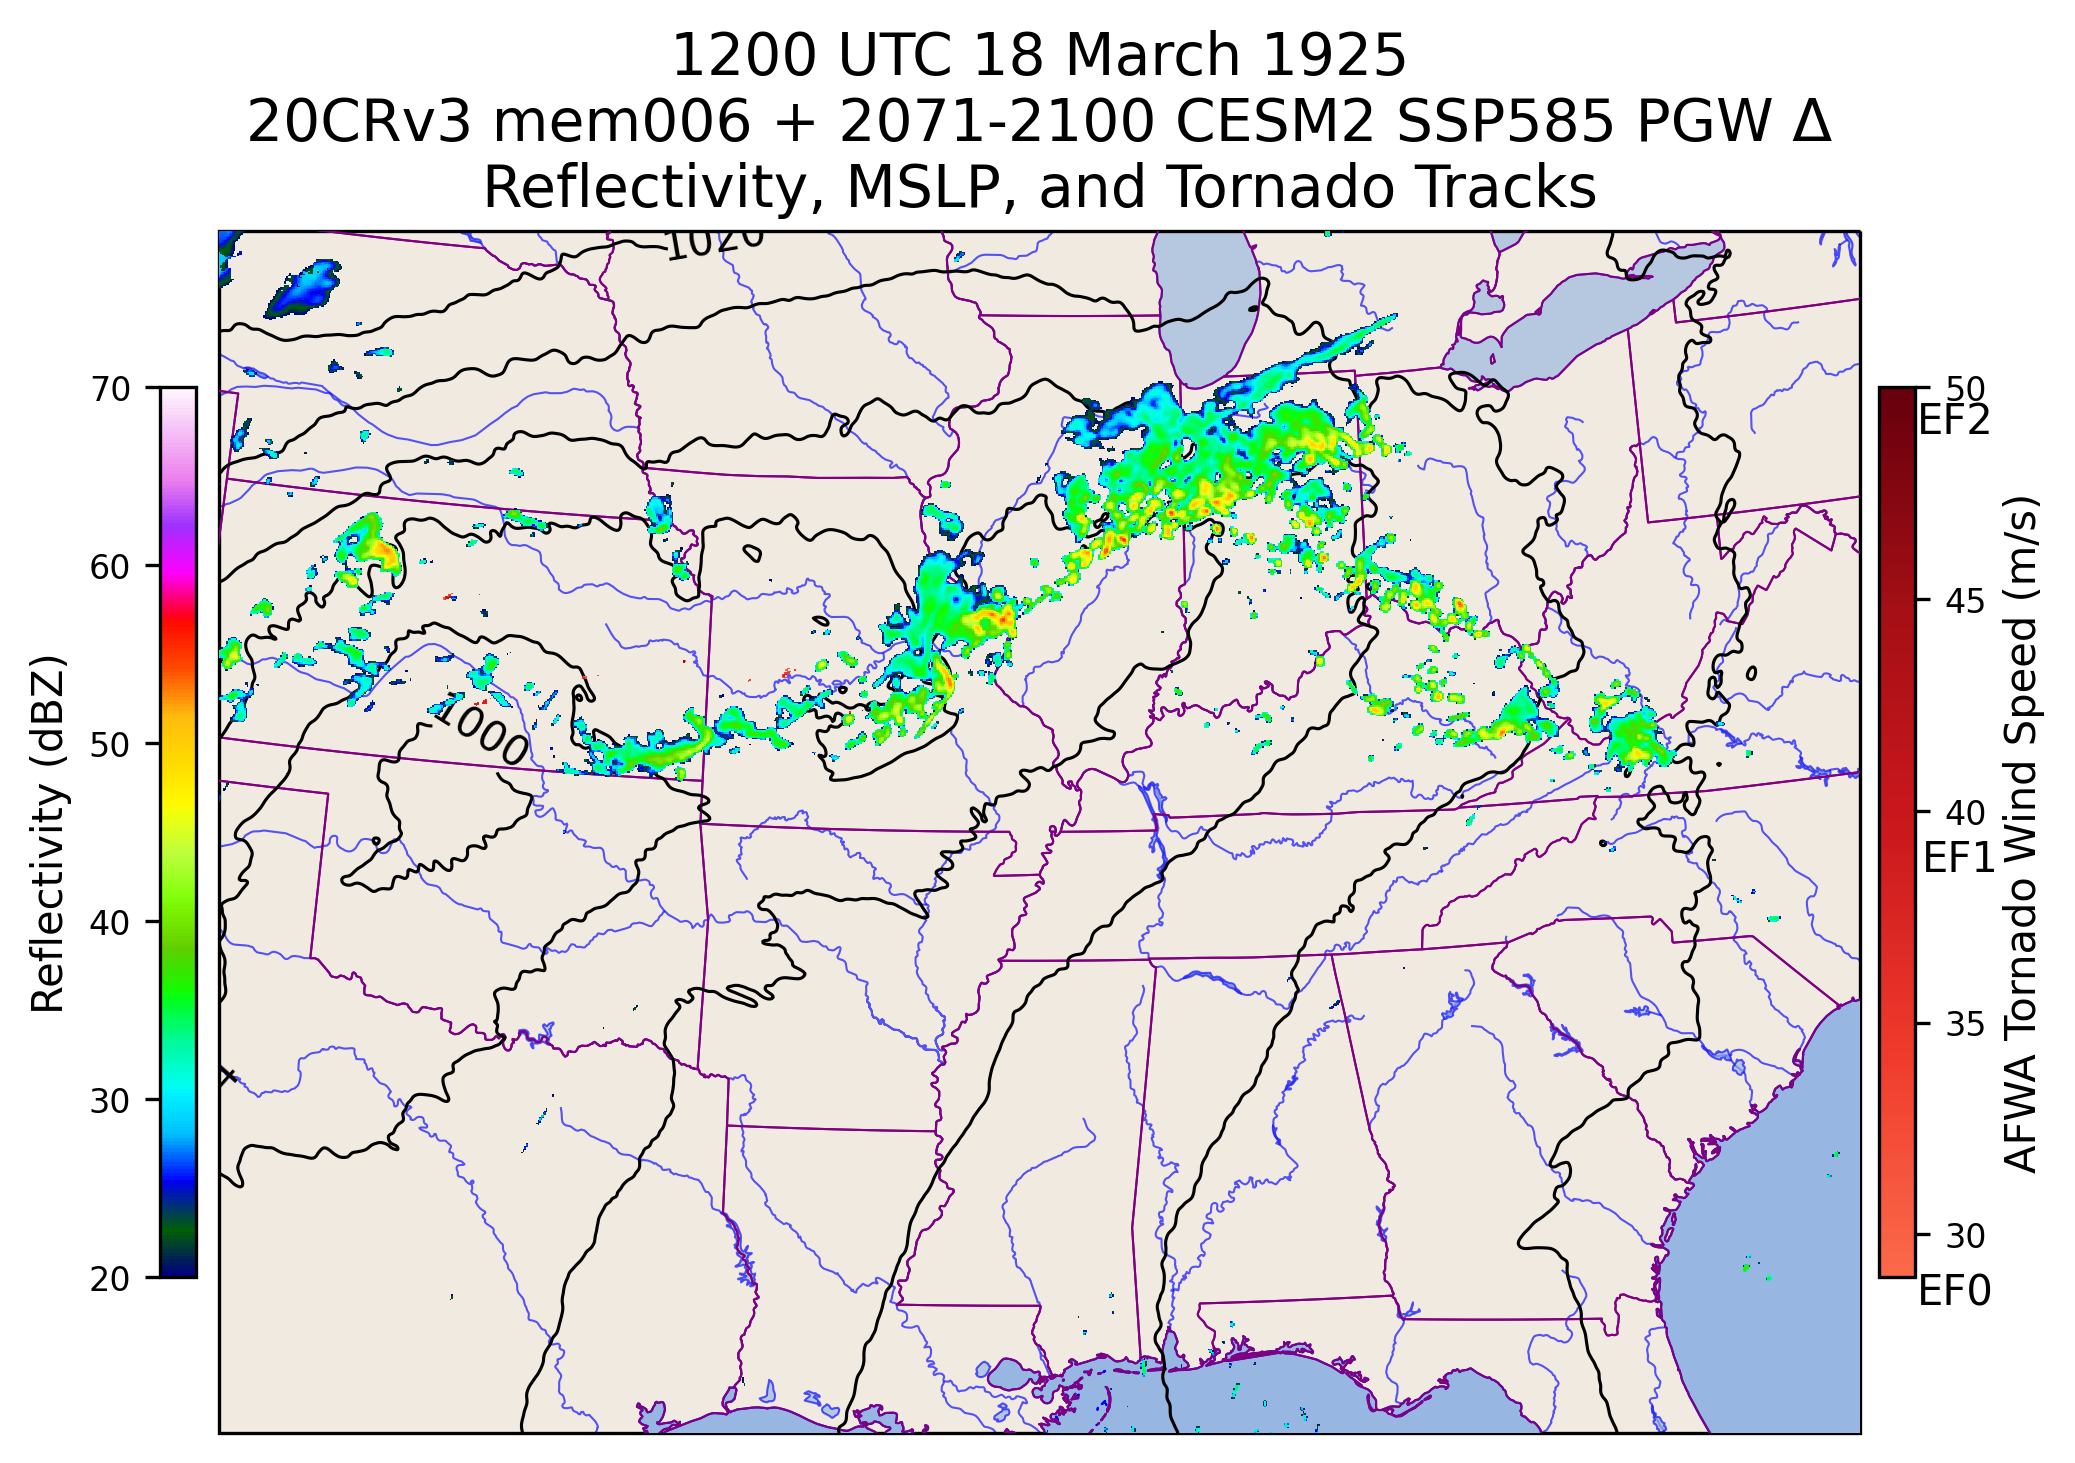 1200 UTC 18 March 1925
20CRv3 mem006 + 2071-2100 CESM2 SSP585 PGW Δ
Reflectivity, MSLP, and Tornado Tracks
1020
1000
70
60
50
40
30
20
Reflectivity (dBZ)
50
EF2
45
40
EF1
35
30
EF0
AFWA Tornado Wind Speed (m/s)